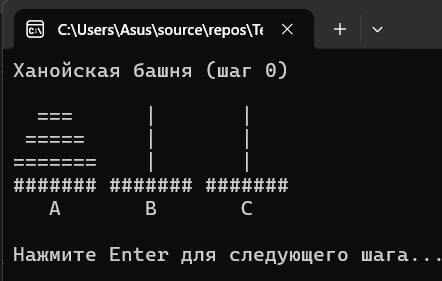 C:\Users\Asus\source\repos\Te
Ханойская башня (шаг 0)
  ===      |       |
 =====     |       |
=======    |       |
####### ####### #######
   A       B       C
Нажмите Enter для следующего шага...